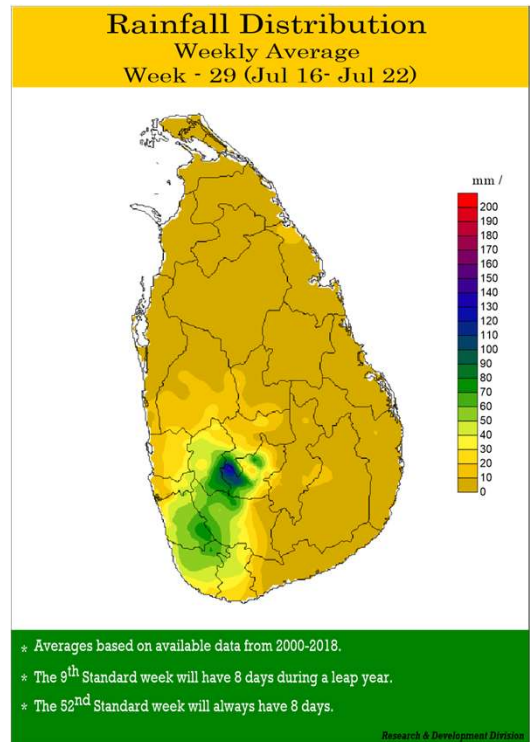 Rainfall Distribution
Weekly Average
Week - 29 (Jul 16- Jul 22)
mm /
200
190
180
170
160
150
140
130
120
110
100
90
80
70
60
50
40
30
20
10
0
* Averages based on available data from 2000-2018.
* The 9th Standard week will have 8 days during a leap year.
* The 52nd Standard week will always have 8 days.
Research & Development Division